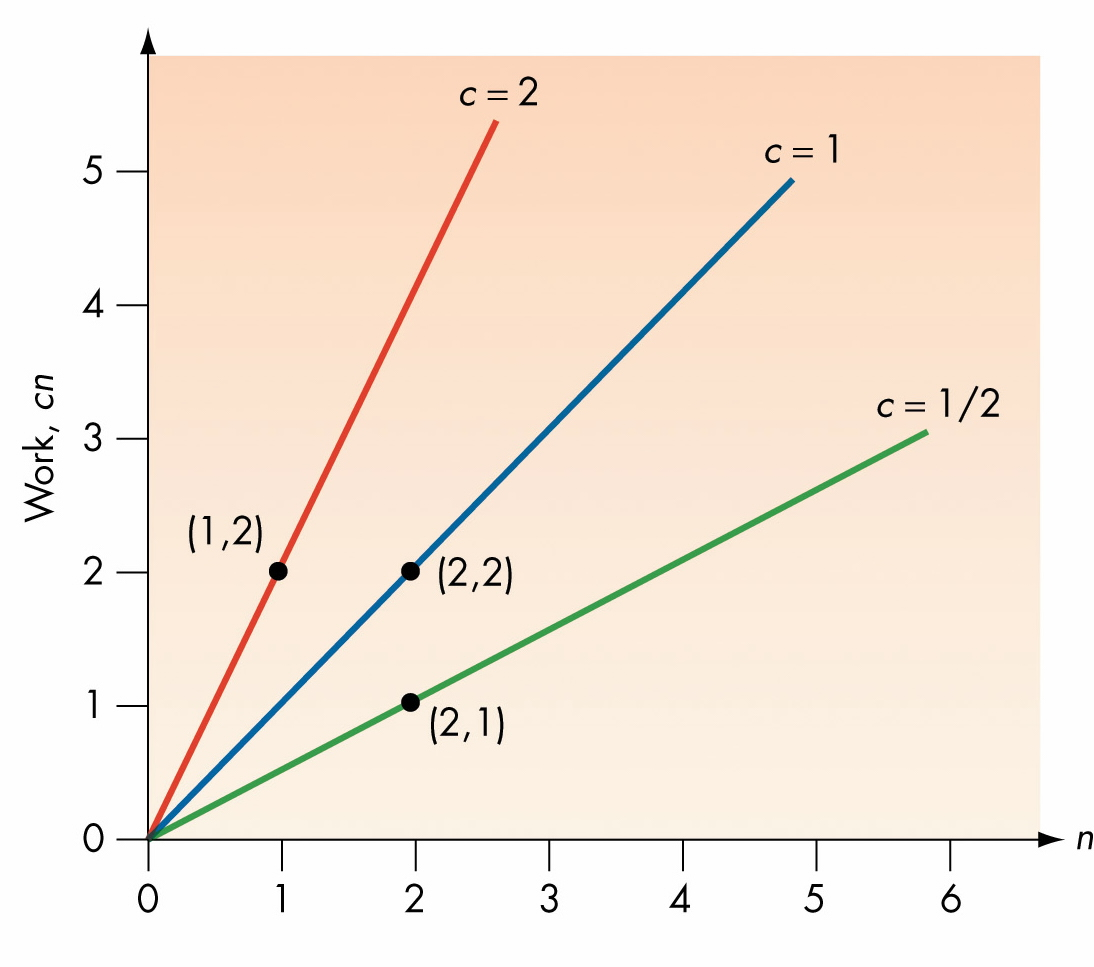 c = 2
c = 1
5
4
c = 1/2
3
Work, cn
(1,2)
2
(2,2)
1
(2,1)
0
n
0 1 2 3 4 5 6